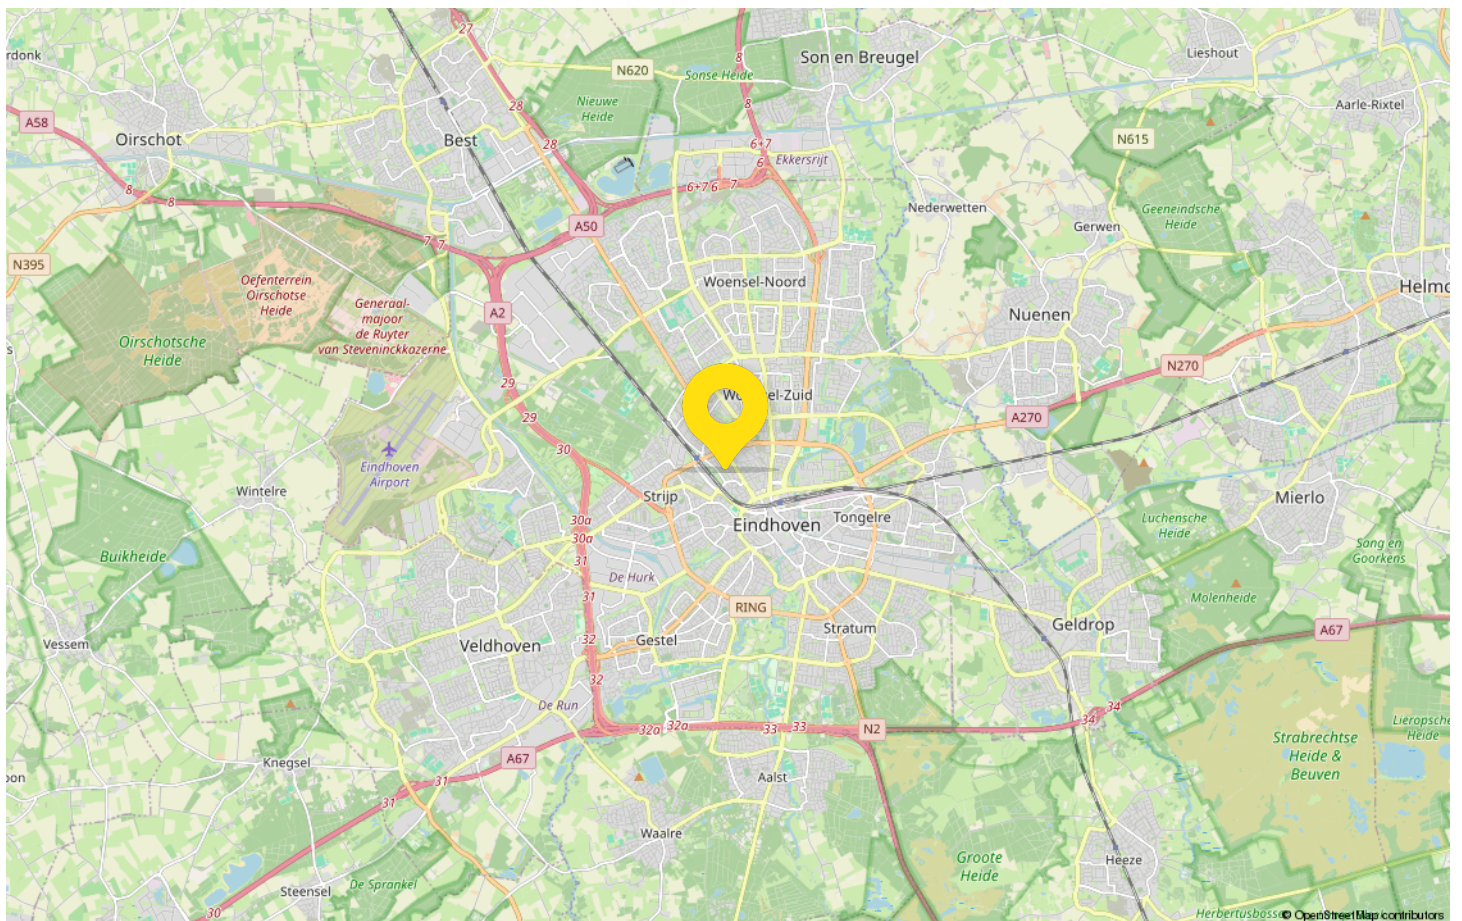 27
rdonk
N620
Sonse Heide
8
Son en Breugel
Lieshout
Nieuwe
Heide
28
8
Aarle-Rixtel
A58
Oirschot
Best
28
6+7
Ekkersrijt
N615
6
6+7 6
7
8
8
Nederwetten
Geeneindsche
Heide
A50
Gerwen
7 7
N395
Oefenterrein
Oirschotse
Heide
Woensel-Noord
Helmo
Generaal-
majoor
de Ruyter
van Steveninckkazerne
A2
Nuenen
Oirschotsche
Heide
N270
29
29
A270
30
Eindhoven
Airport
Wintelre
Strijp
Eindhoven
Tongelre
Mierlo
30a
30a
Luchensche
Heide
Buikheide
31
De Hurk
Sang en
Goorkens
31
RING
Molenheide
Vessem
Veldhoven
32
Gestel
Stratum
Geldrop
A67
32
De Run
34
34
32a
32a
33
33
N2
Lieropsche
Heide
Strabrechtse
Heide &
Beuven
Knegsel
A67
31
31
Aalst
oon
Waalre
Groote
Heide
Heeze
Steensel
De Sprankel
30
Herbertusbosse
© OpenStreetMap contributors